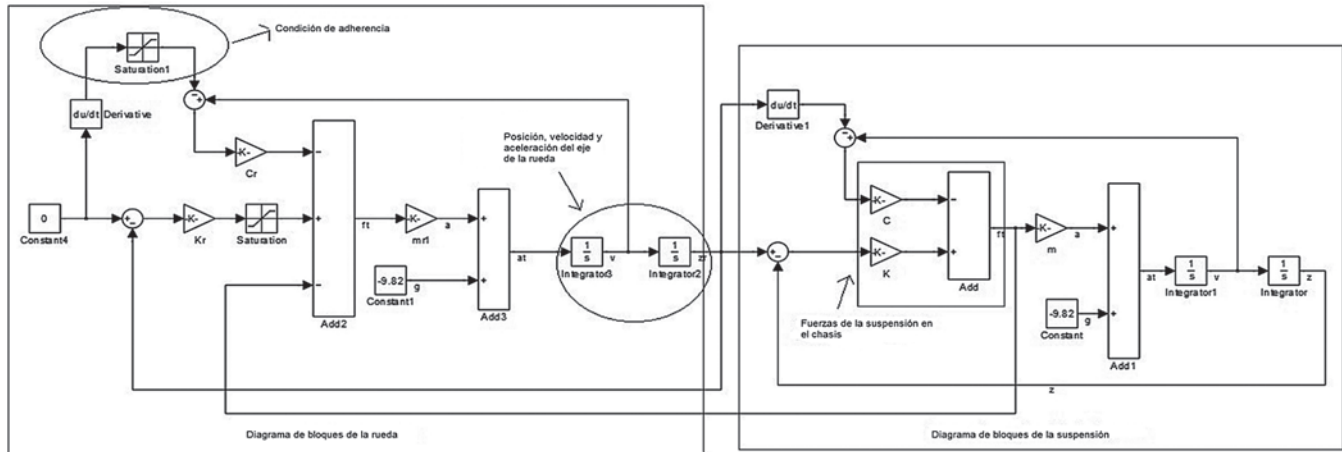 Condición de adherencia
Saturation1
du/dt
Derivative
-K-
Cr
0
Constant4
-K-
Kr
Saturation
Add2
ft
-K-
mr1
a
-9.82
Constant1
g
Add3
at
Posición, velocidad y
aceleración del eje
de la rueda
1
s
Integrator3
v
1
s
Integrator2
zr
Diagrama de bloques de la rueda
du/dt
Derivative1
-K-
C
-K-
K
Add
ft
Fuerzas de la suspensión en
el chasis
-K-
m
a
-9.82
Constant
g
Add1
at
1
s
Integrator1
v
1
s
Integrator
z
z
Diagrama de bloques de la suspensión